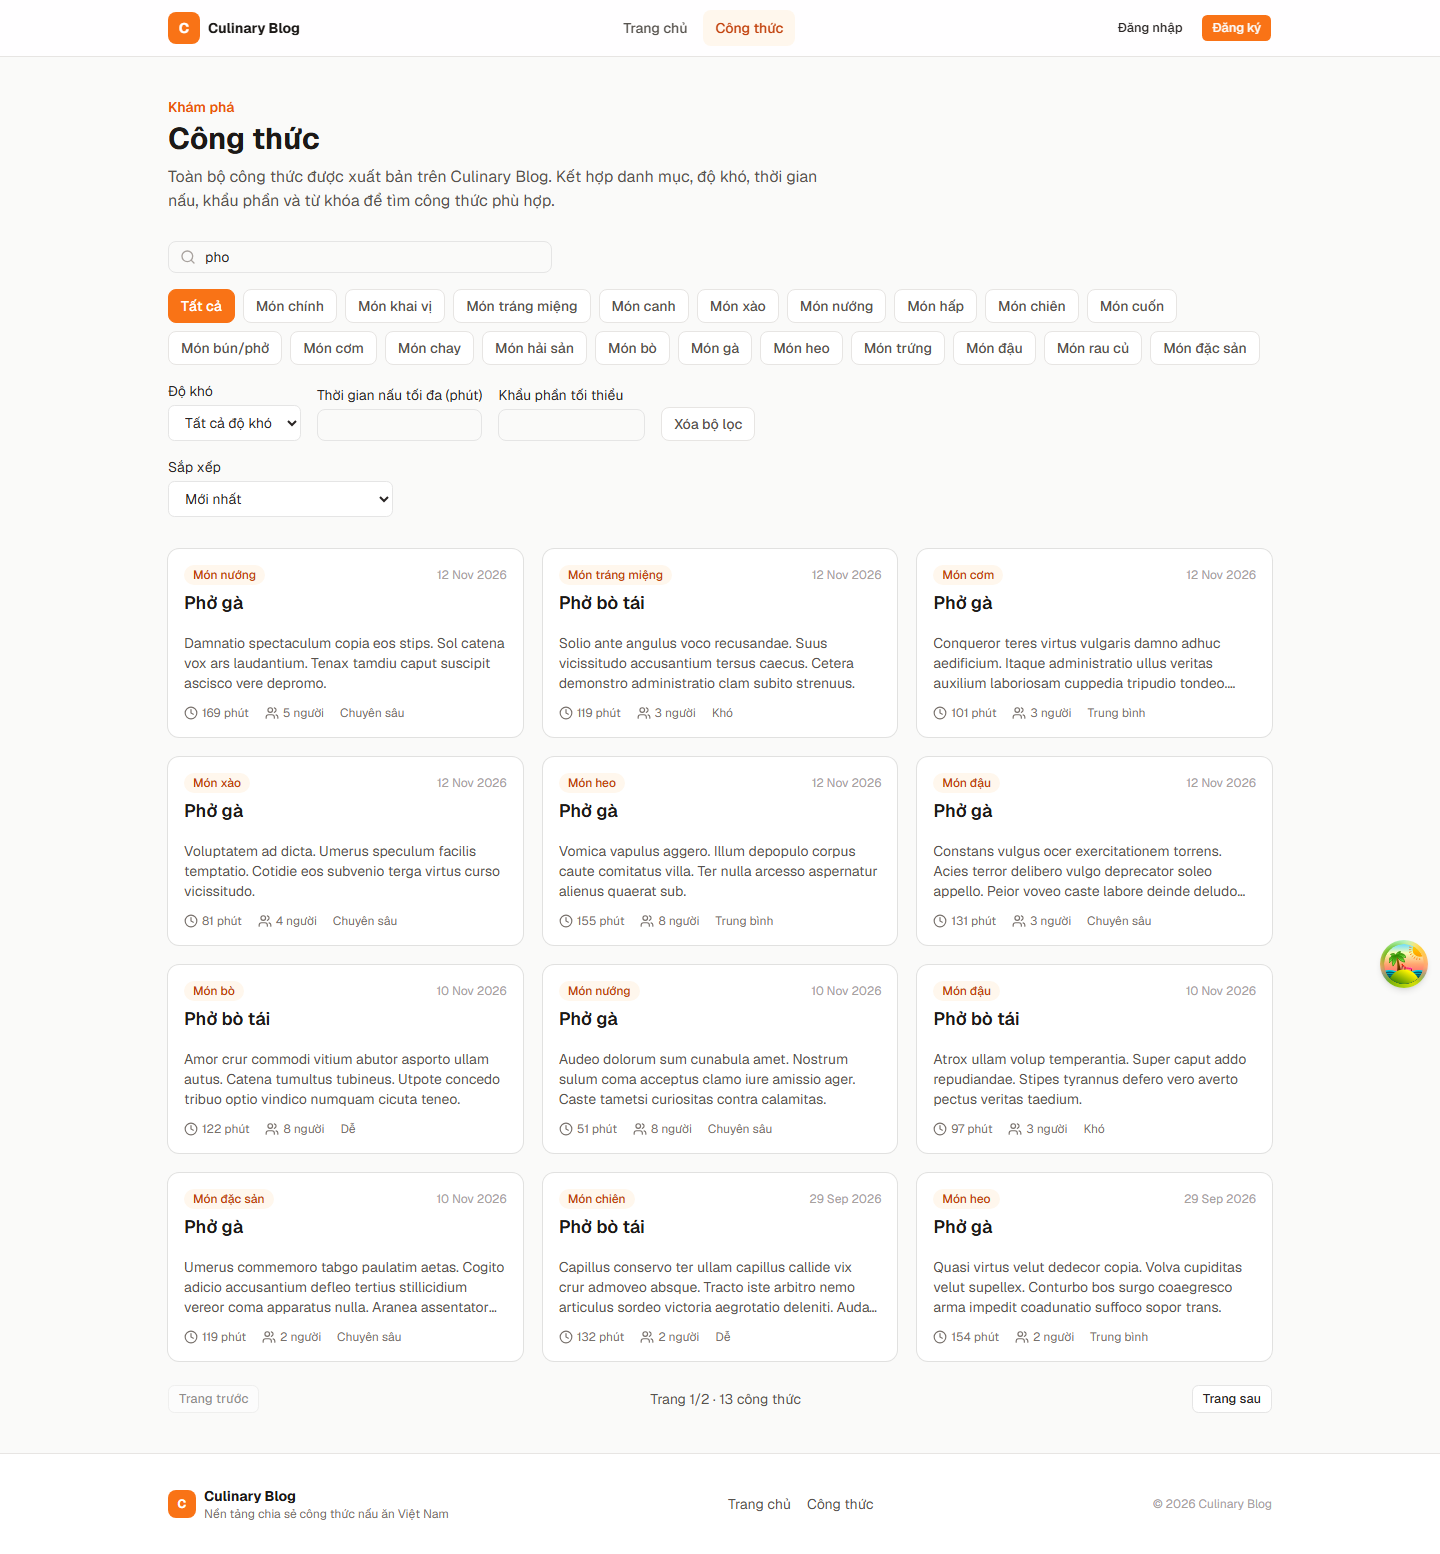 C Culinary Blog Trang chủ Công thức Đăng nhập Đăng ký
Khám phá
Công thức
Toàn bộ công thức được xuất bản trên Culinary Blog. Kết hợp danh mục, độ khó, thời gian
nấu, khẩu phần và từ khóa để tìm công thức phù hợp.
pho
Tất cả Món chính Món khai vị Món tráng miệng Món canh Món xào Món nướng Món hấp Món chiên Món cuốn
Món bún/phở Món cơm Món chay Món hải sản Món bò Món gà Món heo Món trứng Món đậu Món rau củ Món đặc sản
Độ khó Thời gian nấu tối đa (phút) Khẩu phần tối thiểu
Tất cả độ khó Xóa bộ lọc
Sắp xếp
Mới nhất
Món nướng 12 Nov 2026
Phở gà
Damnatio spectaculum copia eos stips. Sol catena
vox ars laudantium. Tenax tamdiu caput suscipit
ascisco vere depromo.
169 phút 5 người Chuyên sâu
Món tráng miệng 12 Nov 2026
Phở bò tái
Solio ante angulus voco recusandae. Suus
vicissitudo accusantium tersus caecus. Cetera
demonstro administratio clam subito strenuus.
119 phút 3 người Khó
Món cơm 12 Nov 2026
Phở gà
Conqueror teres virtus vulgaris damno adhuc
aedificium. Itaque administratio ullus veritas
auxilium laboriosam cuppedia tripudio tondeo.…
101 phút 3 người Trung bình
Món xào 12 Nov 2026
Phở gà
Voluptatem ad dicta. Umerus speculum facilis
temptatio. Cotidie eos subvenio terga virtus curso
vicissitudo.
81 phút 4 người Chuyên sâu
Món heo 12 Nov 2026
Phở gà
Vomica vapulus aggero. Illum depopulo corpus
caute comitatus villa. Ter nulla arcesso aspernatur
alienus quaerat sub.
155 phút 8 người Trung bình
Món đậu 12 Nov 2026
Phở gà
Constans vulgus ocer exercitationem torrens.
Acies terror delibero vulgo deprecator soleo
appello. Peior voveo caste labore deinde deludo…
131 phút 3 người Chuyên sâu
Món bò 10 Nov 2026
Phở bò tái
Amor crur commodi vitium abutor asporto ullam
autus. Catena tumultus tubineus. Utpote concedo
tribuo optio vindico numquam cicuta teneo.
122 phút 8 người Dễ
Món nướng 10 Nov 2026
Phở gà
Audeo dolorum sum cunabula amet. Nostrum
sulum coma acceptus clamo iure amissio ager.
Caste tametsi curiositas contra calamitas.
51 phút 8 người Chuyên sâu
Món đậu 10 Nov 2026
Phở bò tái
Atrox ullam volup temperantia. Super caput addo
repudiandae. Stipes tyrannus defero vero averto
pectus veritas taedium.
97 phút 3 người Khó
Món đặc sản 10 Nov 2026
Phở gà
Umerus commemoro tabgo paulatim aetas. Cogito
adicio accusantium defleo tertius stillicidium
vereor coma apparatus nulla. Aranea assentator…
119 phút 2 người Chuyên sâu
Món chiên 29 Sep 2026
Phở bò tái
Capillus conservo ter ullam capillus callide vix
crur admoveo absque. Tracto iste arbitro nemo
articulus sordeo victoria aegrotatio deleniti. Auda…
132 phút 2 người Dễ
Món heo 29 Sep 2026
Phở gà
Quasi virtus velut dedecor copia. Volva cupiditas
velut supellex. Conturbo bos surgo coaegresco
arma impedit coadunatio suffoco sopor trans.
154 phút 2 người Trung bình
Trang trước Trang 1/2 · 13 công thức Trang sau
C Culinary Blog
Nền tảng chia sẻ công thức nấu ăn Việt Nam
Trang chủ Công thức
© 2026 Culinary Blog